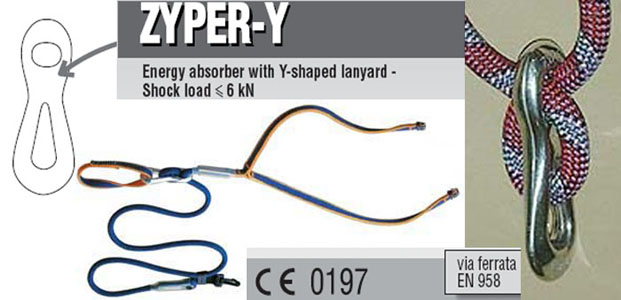 ZYPER-Y
Energy absorber with Y-shaped lanyard -
Shock load ⩽ 6 kN
CE 0197
via ferrata
EN 958